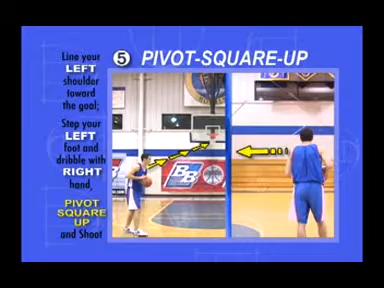 5 PIVOT-SQUARE-UP
Line your
LEFT
shoulder
toward
the goal;
Step your
LEFT
foot and
dribble with
RIGHT
hand,
PIVOT
SQUARE
UP
and Shoot
BB